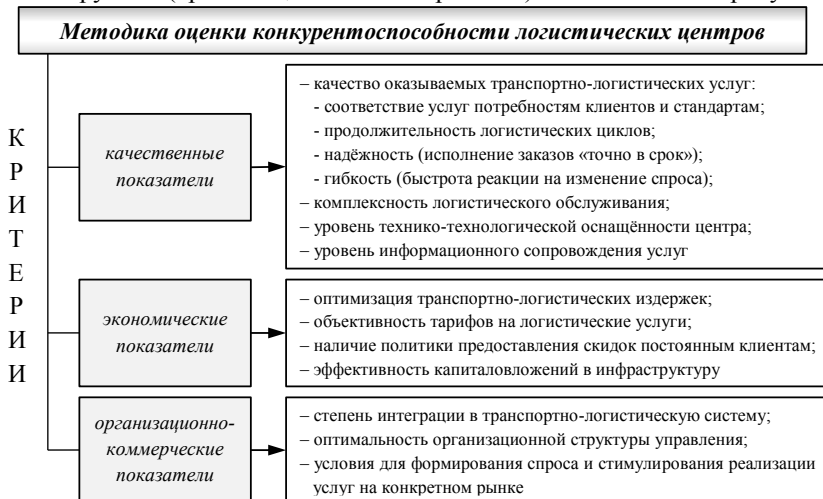 Методика оценки конкурентоспособности логистических центров
КРИТЕРИИ
качественные
показатели
– качество оказываемых транспортно-логистических услуг:
- соответствие услуг потребностям клиентов и стандартам;
- продолжительность логистических циклов;
- надёжность (исполнение заказов «точно в срок»);
- гибкость (быстрота реакции на изменение спроса);
– комплексность логистического обслуживания;
– уровень технико-технологической оснащённости центра;
– уровень информационного сопровождения услуг
экономические
показатели
– оптимизация транспортно-логистических издержек;
– объективность тарифов на логистические услуги;
– наличие политики предоставления скидок постоянным клиентам;
– эффективность капиталовложений в инфраструктуру
организационно-
коммерческие
показатели
– степень интеграции в транспортно-логистическую систему;
– оптимальность организационной структуры управления;
– условия для формирования спроса и стимулирования реализации
услуг на конкретном рынке